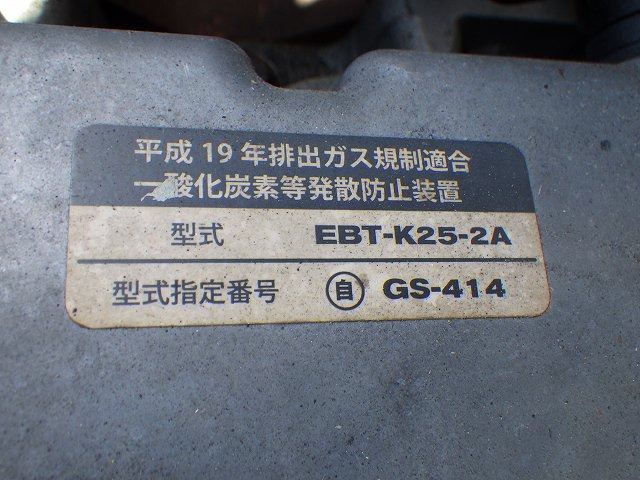 平成 19 年排出ガス規制適合
一酸化炭素等発散防止装置
型式 EBT-K25-2A
型式指定番号 自 GS-414